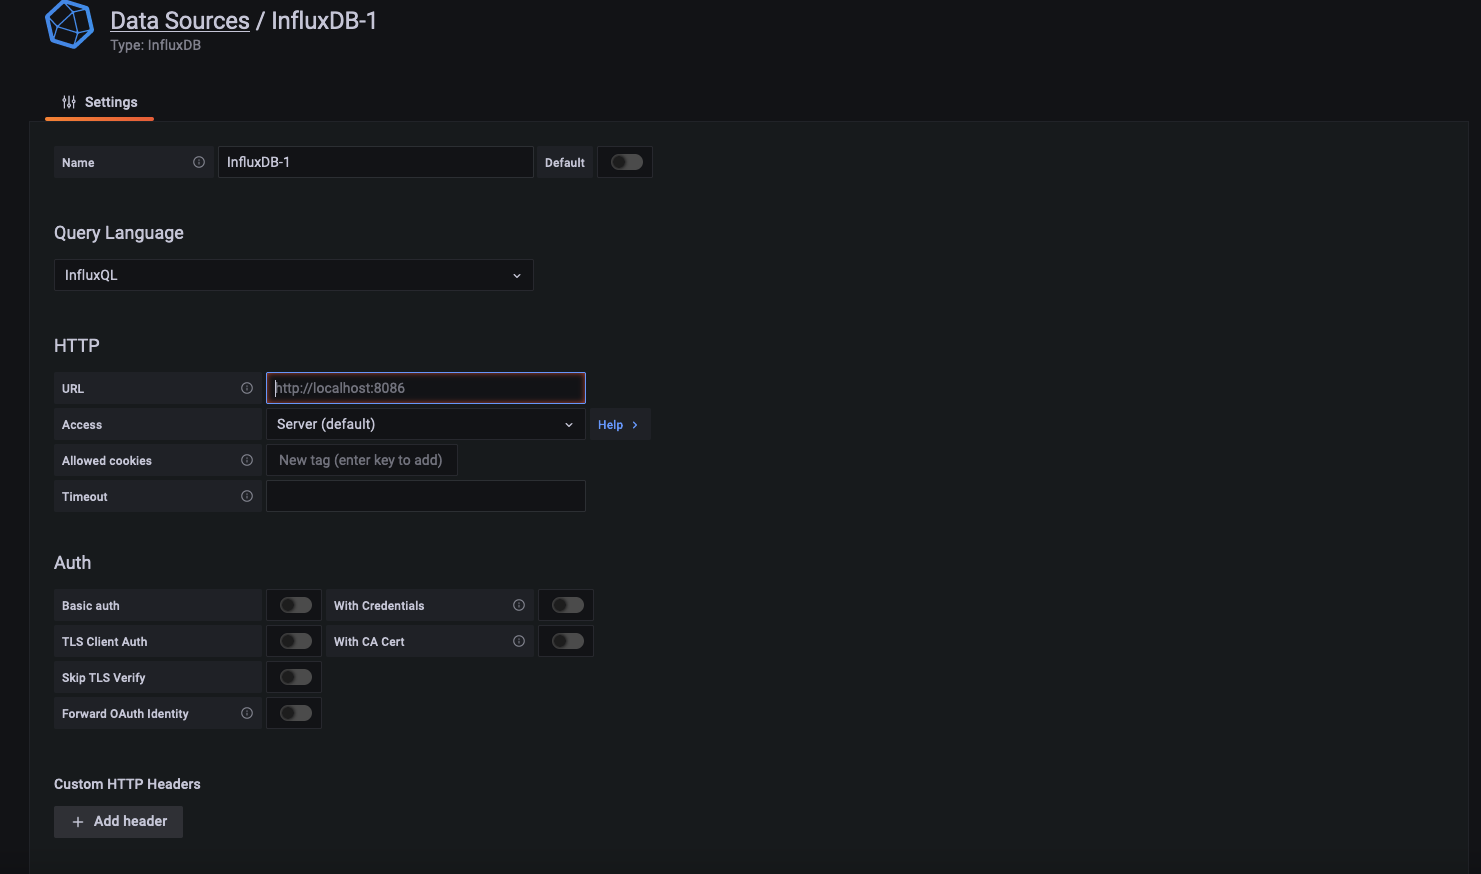 Data Sources / InfluxDB-1
Type: InfluxDB
Settings
Name InfluxDB-1 Default
Query Language
InfluxQL
HTTP
URL http://localhost:8086
Access Server (default) Help
Allowed cookies New tag (enter key to add)
Timeout
Auth
Basic auth With Credentials
TLS Client Auth With CA Cert
Skip TLS Verify
Forward OAuth Identity
Custom HTTP Headers
+ Add header